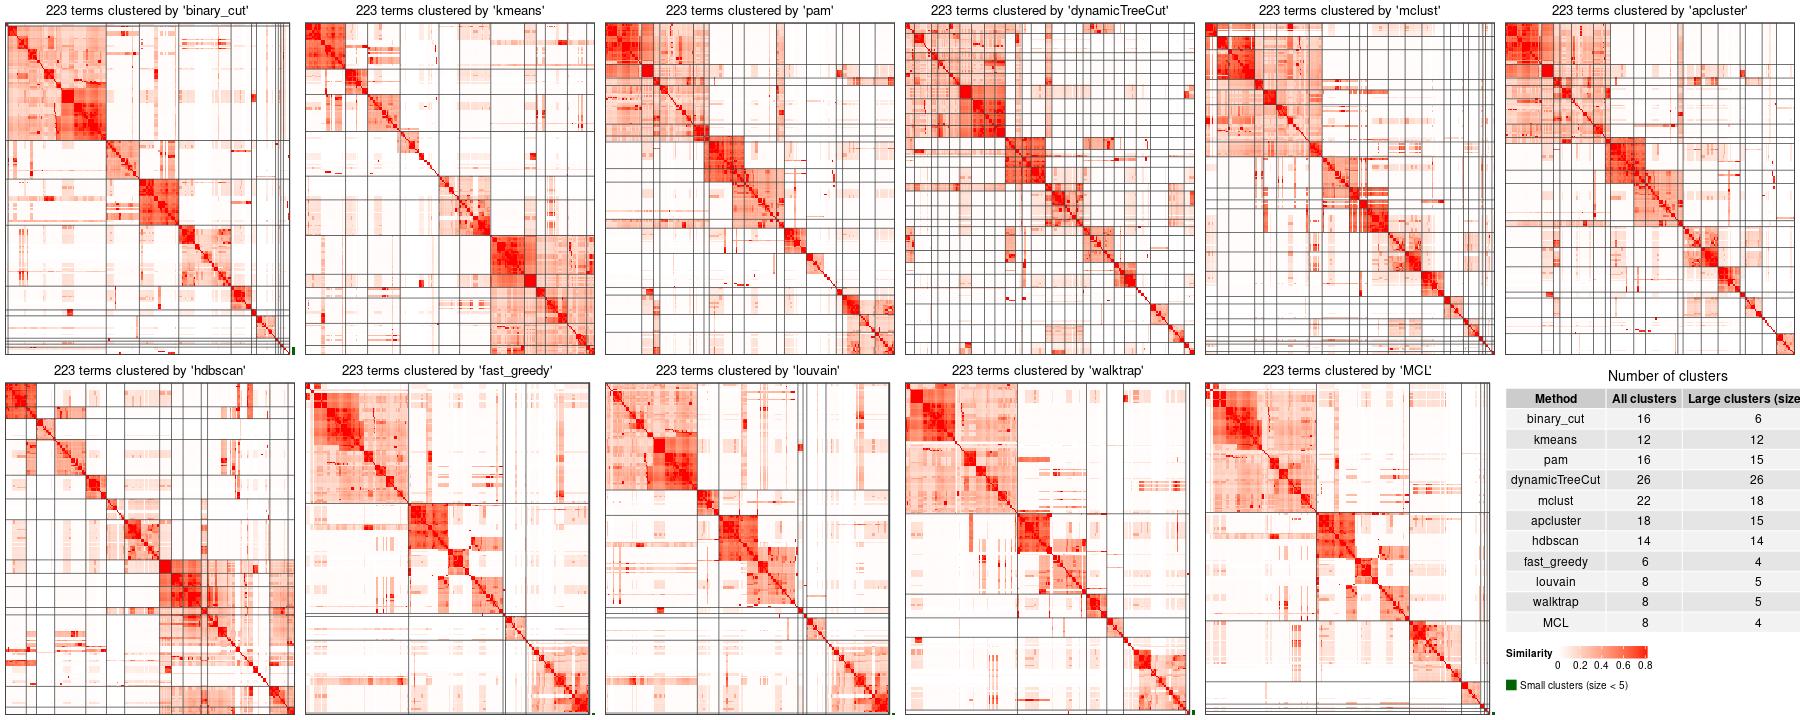 223 terms clustered by 'binary_cut'
223 terms clustered by 'kmeans'
223 terms clustered by 'pam'
223 terms clustered by 'dynamicTreeCut'
223 terms clustered by 'mclust'
223 terms clustered by 'apcluster'
223 terms clustered by 'hdbscan'
223 terms clustered by 'fast_greedy'
223 terms clustered by 'louvain'
223 terms clustered by 'walktrap'
223 terms clustered by 'MCL'
Number of clusters
Method All clusters Large clusters (size
binary_cut 16 6
kmeans 12 12
pam 16 15
dynamicTreeCut 26 26
mclust 22 18
apcluster 18 15
hdbscan 14 14
fast_greedy 6 4
louvain 8 5
walktrap 8 5
MCL 8 4
Similarity
0 0.2 0.4 0.6 0.8
Small clusters (size < 5)